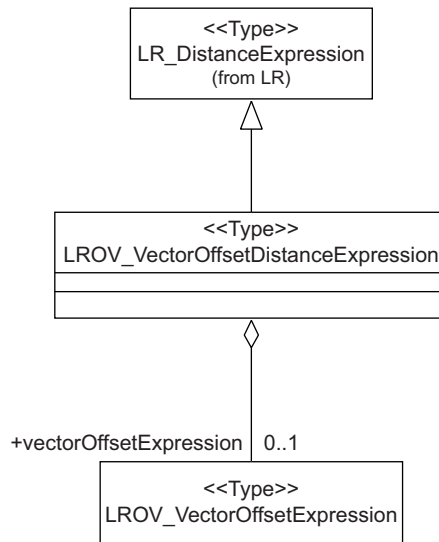 <<Type>>
LR_DistanceExpression
(from LR)
<<Type>>
LROV_VectorOffsetDistanceExpression
+vectorOffsetExpression 0..1
<<Type>>
LROV_VectorOffsetExpression